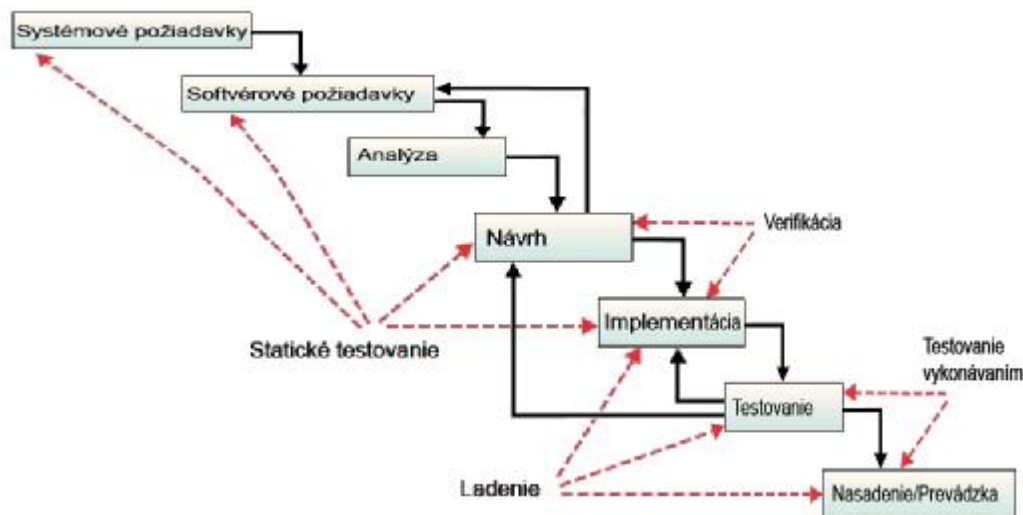 Systémové požiadavky
Softvérové požiadavky
Analýza
Návrh
Verifikácia
Implementácia
Statické testovanie
Testovanie
vykonávaním
Testovanie
Ladenie
Nasadenie/Prevádzka